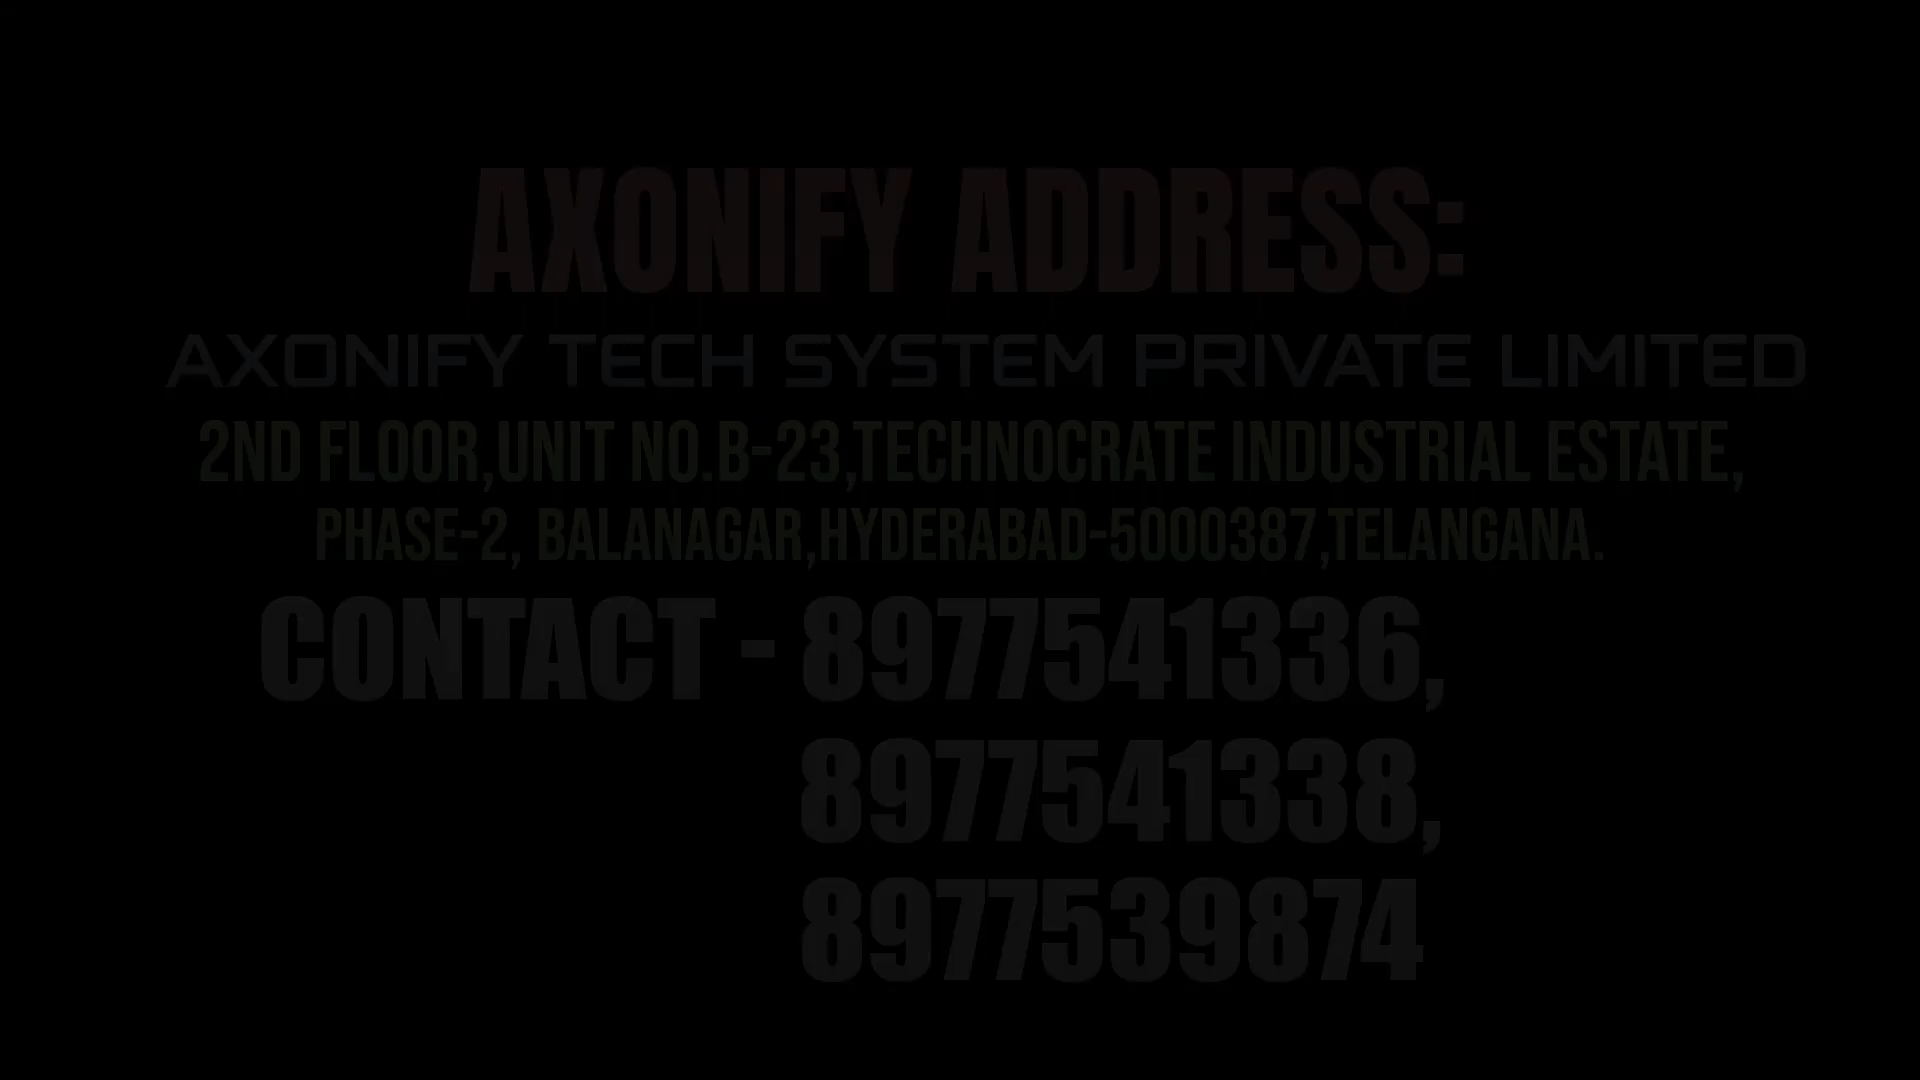 AXONIFY ADDRESS:
AXONIFY TECH SYSTEM PRIVATE LIMITED
2ND FLOOR,UNIT NO.B-23,TECHNOCRATE INDUSTRIAL ESTATE,
PHASE-2, BALANAGAR,HYDERABAD-5000387,TELANGANA.
CONTACT - 8977541336,
8977541338,
8977539874